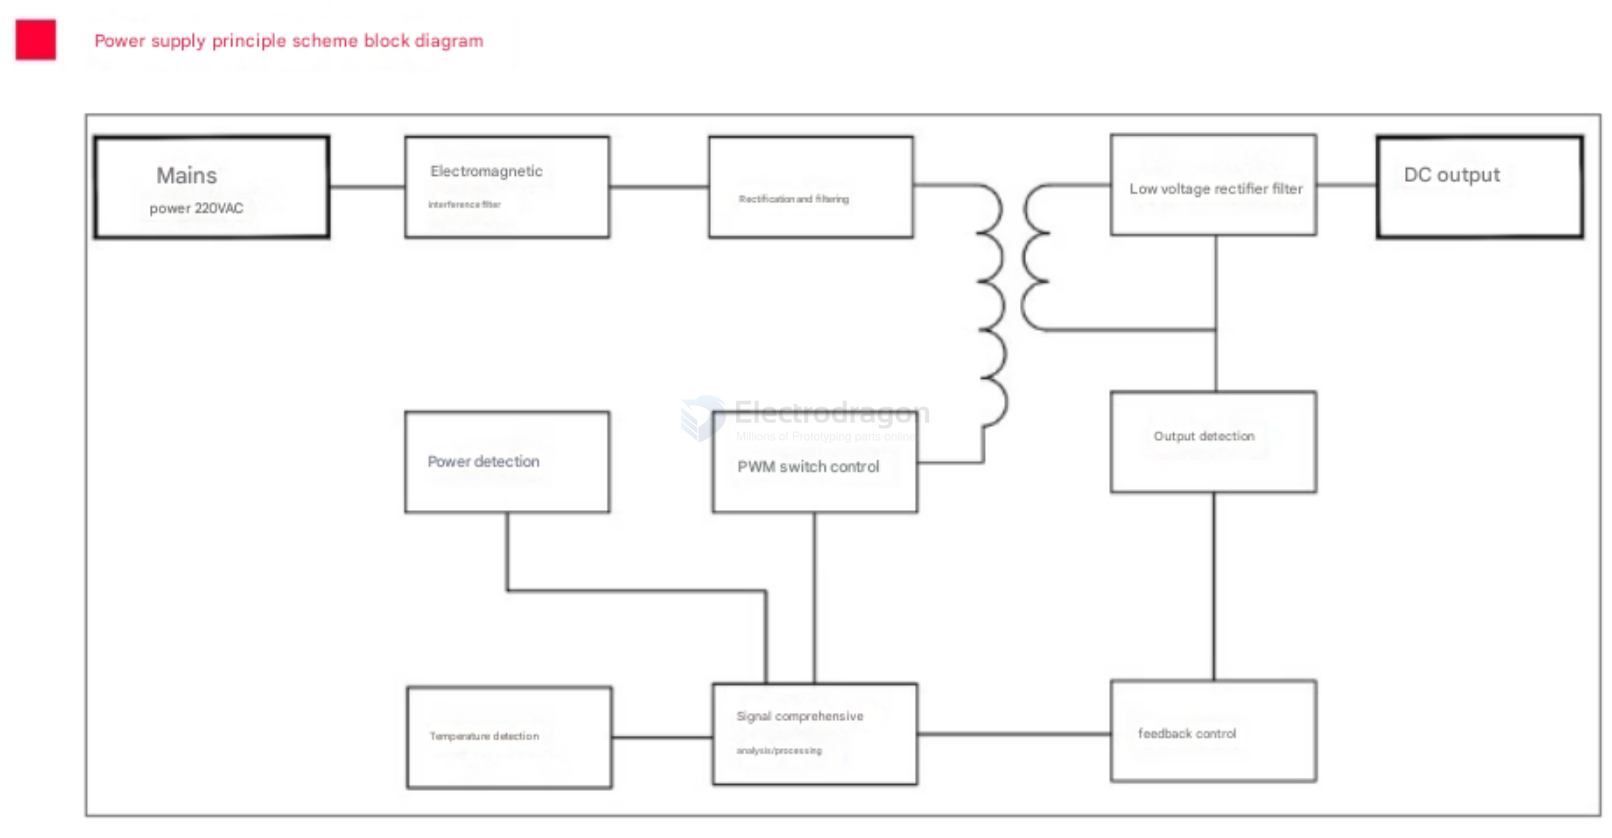 Power supply principle scheme block diagram
Mains
power 220VAC
Electromagnetic
interference filter
Rectification and filtering
Low voltage rectifier filter
DC output
Electrodragon
Millions of Prototyping parts online
Power detection
PWM switch control
Output detection
Temperature detection
Signal comprehensive
analysis/processing
feedback control